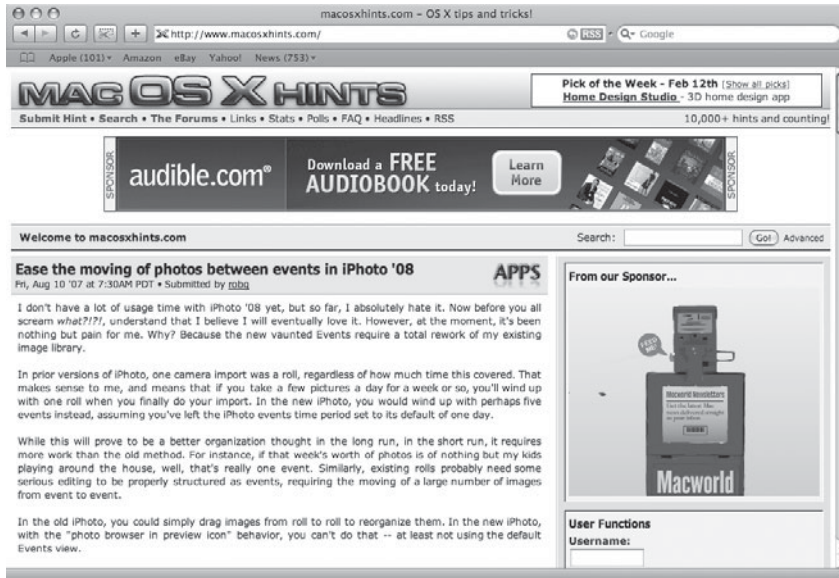 macosxhints.com – OS X tips and tricks!
http://www.macosxhints.com/
RSS
Google
Apple (101) Amazon eBay Yahoo! News (753)
MAC OS X HINTS
Pick of the Week - Feb 12th [Show all picks]
Home Design Studio - 3D home design app
Submit Hint • Search • The Forums • Links • Stats • Polls • FAQ • Headlines • RSS
10,000+ hints and counting!
SPONSOR
audible.com®
Download a FREE
AUDIOBOOK today!
Learn
More
SPONSOR
Welcome to macosxhints.com
Search:
Go!
Advanced
Ease the moving of photos between events in iPhoto '08
APPS
Fri, Aug 10 '07 at 7:30AM PDT • Submitted by robg
I don't have a lot of usage time with iPhoto '08 yet, but so far, I absolutely hate it. Now before you all
scream what?!?!, understand that I believe I will eventually love it. However, at the moment, it's been
nothing but pain for me. Why? Because the new vaunted Events require a total rework of my existing
image library.
In prior versions of iPhoto, one camera import was a roll, regardless of how much time this covered. That
makes sense to me, and means that if you take a few pictures a day for a week or so, you'll wind up
with one roll when you finally do your import. In the new iPhoto, you would wind up with perhaps five
events instead, assuming you've left the iPhoto events time period set to its default of one day.
While this will prove to be a better organization thought in the long run, in the short run, it requires
more work than the old method. For instance, if that week's worth of photos is of nothing but my kids
playing around the house, well, that's really one event. Similarly, existing rolls probably need some
serious editing to be properly structured as events, requiring the moving of a large number of images
from event to event.
In the old iPhoto, you could simply drag images from roll to roll to reorganize them. In the new iPhoto,
with the "photo browser in preview icon" behavior, you can't do that -- at least not using the default
Events view.
From our Sponsor...
FEED ME!
Macworld Newsletters
Get the latest Mac
news delivered straight
to your inbox.
Macworld
User Functions
Username: